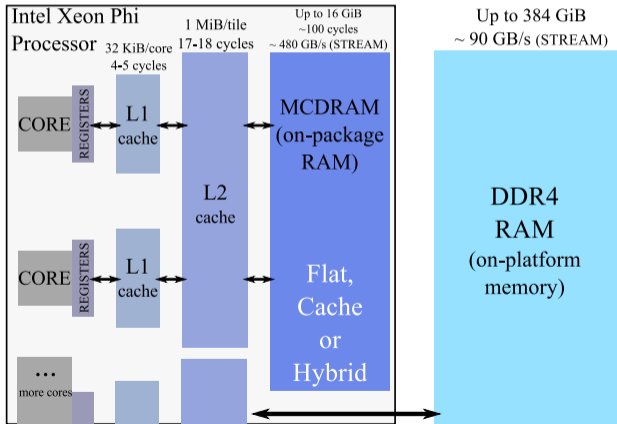 Intel Xeon Phi
Processor
32 KiB/core
4-5 cycles
1 MiB/tile
17-18 cycles
Up to 16 GiB
~100 cycles
~ 480 GB/s (STREAM)
Up to 384 GiB
~ 90 GB/s (STREAM)
CORE
REGISTERS
L1
cache
L2
cache
MCDRAM
(on-package
RAM)
DDR4
RAM
(on-platform
memory)
CORE
REGISTERS
L1
cache
Flat,
Cache
or
Hybrid
...
more cores